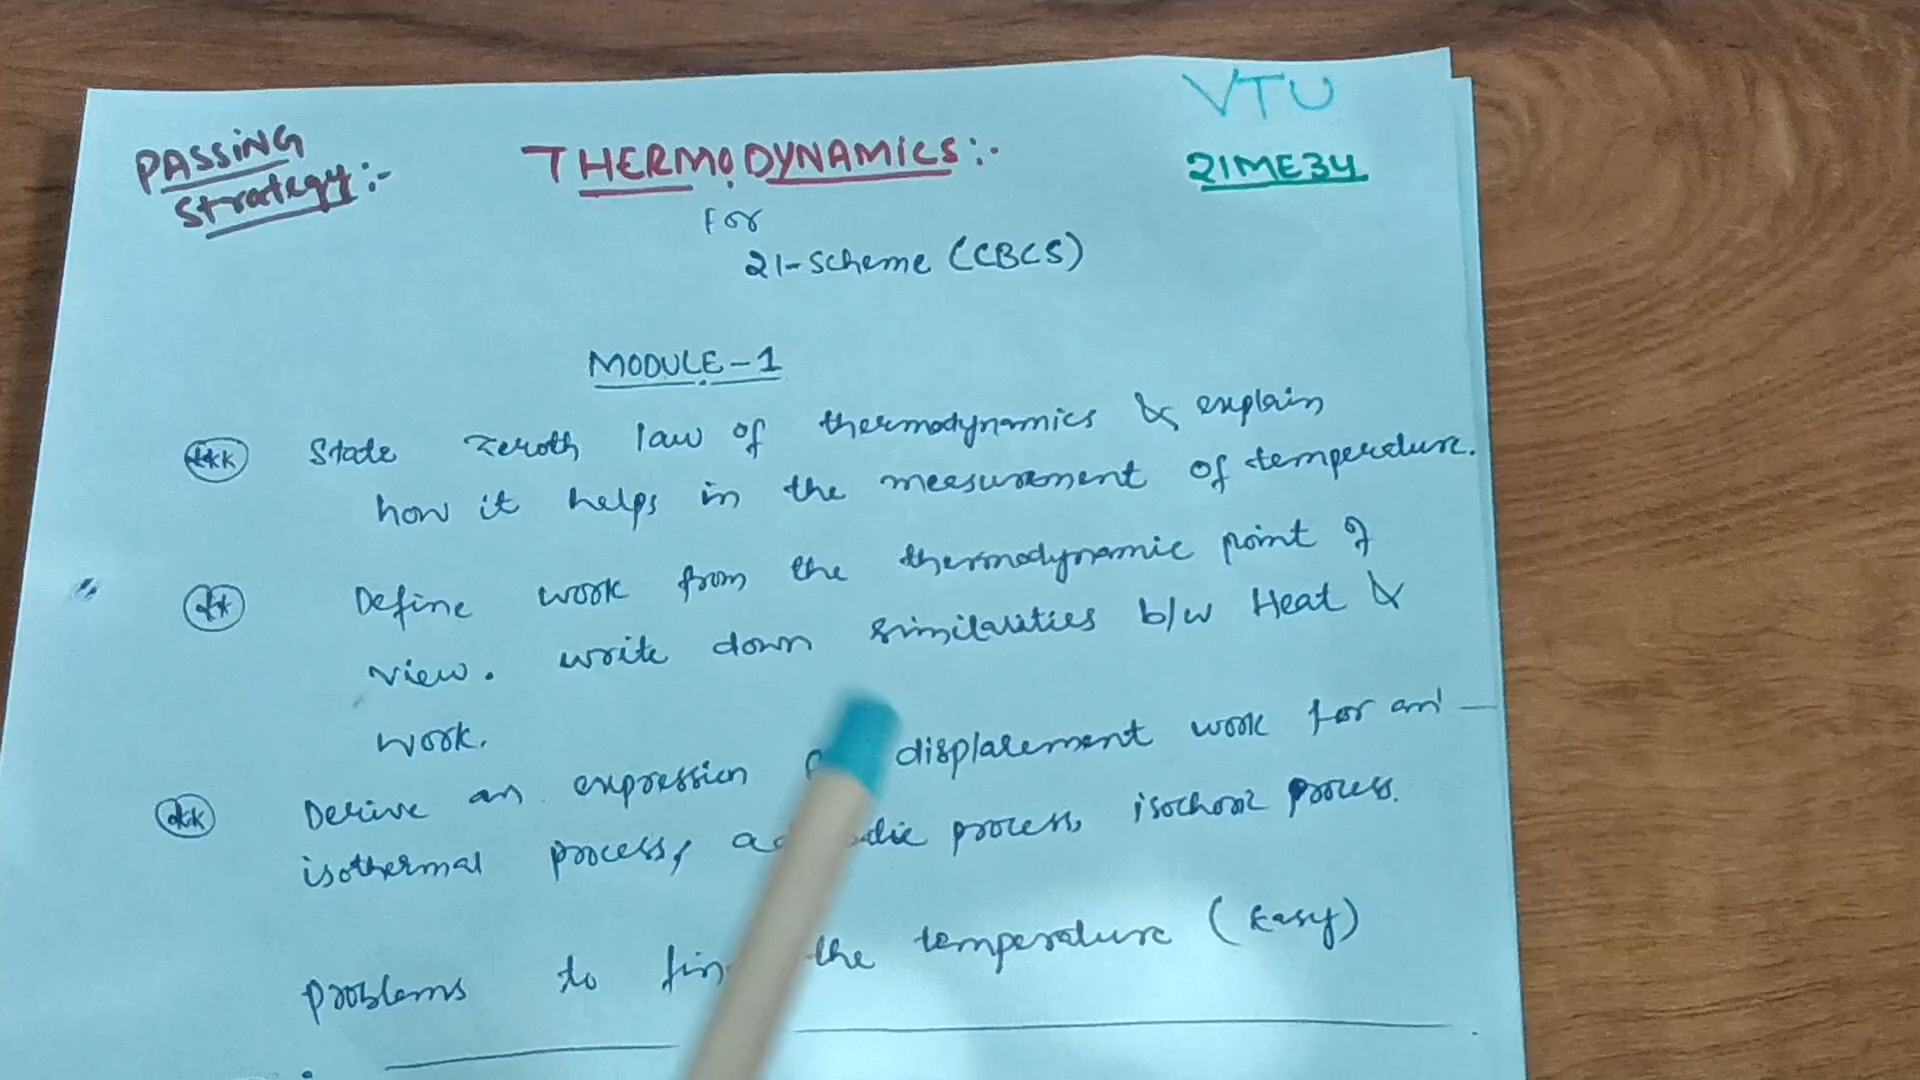 VTU
PASSING
Strategy:-
THERMODYNAMICS:-
21ME34
For
21-Scheme (CBCS)
MODULE-1
State zeroth law of thermodynamics & explain
how it helps in the measurement of temperature.
Define work from the thermodynamic point of
view. write down similarities b/w Heat &
work.
Derive an expression displacement work for an
isothermal process, process, isochoric process.
problems to the temperature (Easy)